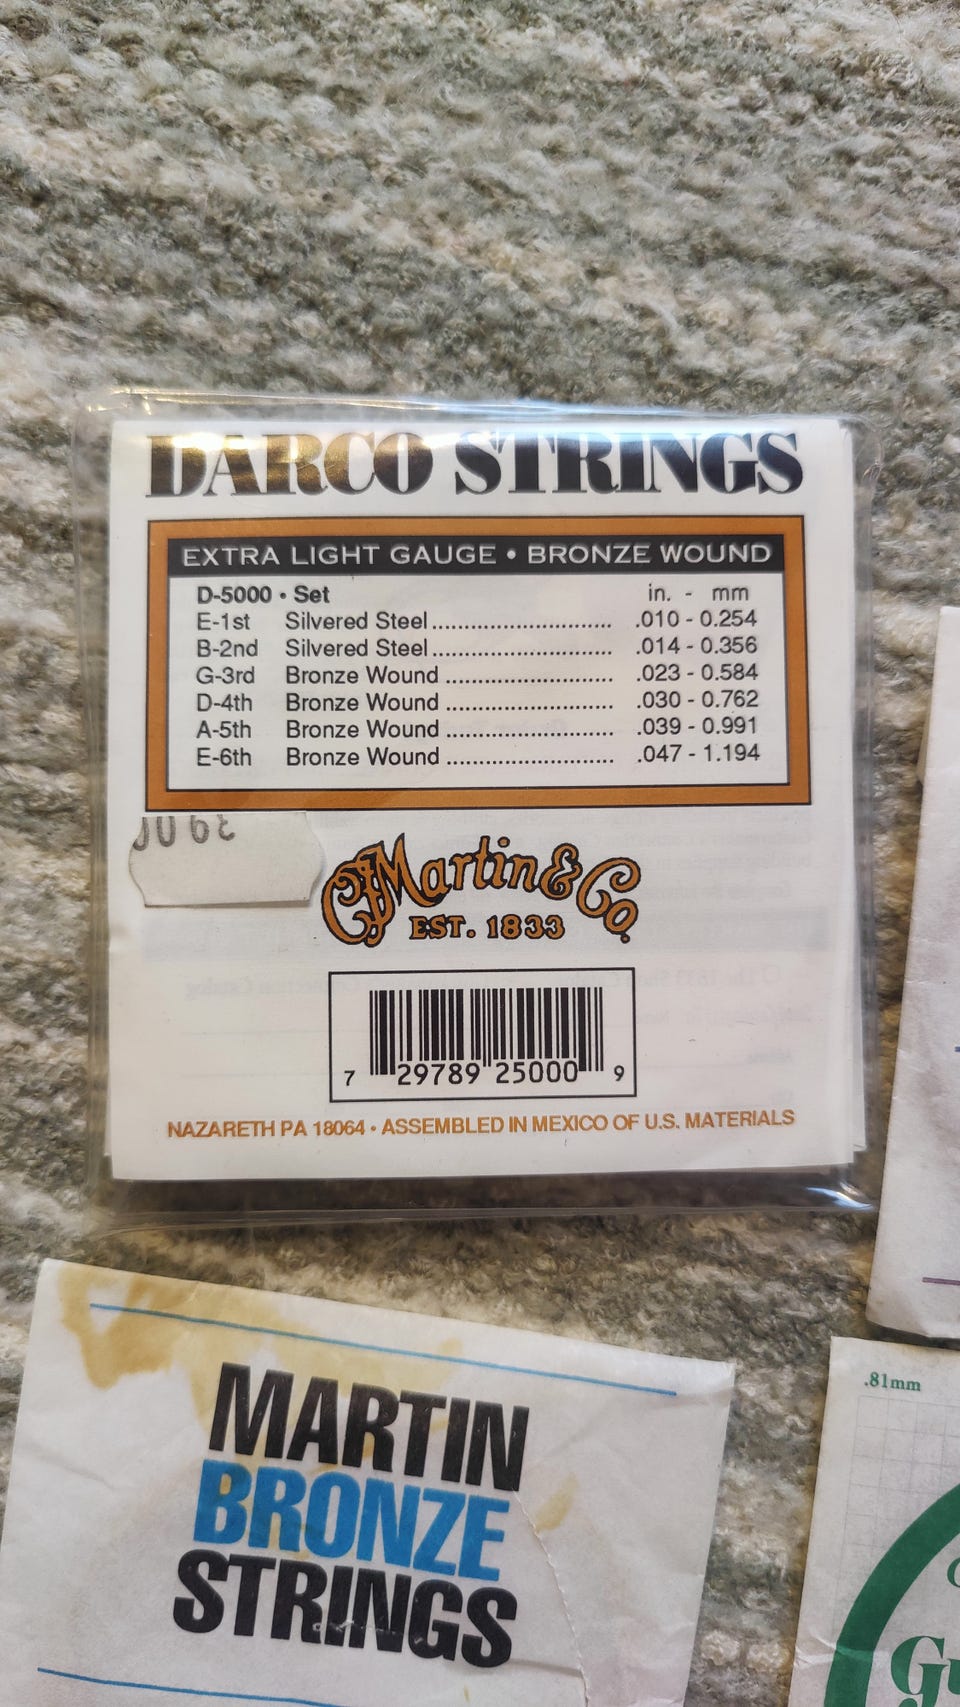 DARCO STRINGS
EXTRA LIGHT GAUGE • BRONZE WOUND
D-5000 • Set in. - mm
E-1st Silvered Steel .............................. .010 - 0.254
B-2nd Silvered Steel .............................. .014 - 0.356
G-3rd Bronze Wound ............................ .023 - 0.584
D-4th Bronze Wound ............................ .030 - 0.762
A-5th Bronze Wound ............................ .039 - 0.991
E-6th Bronze Wound ............................ .047 - 1.194
CF Martin & Co.
EST. 1833
7 29789 25000 9
NAZARETH PA 18064 • ASSEMBLED IN MEXICO OF U.S. MATERIALS
MARTIN
BRONZE
STRINGS
.81mm